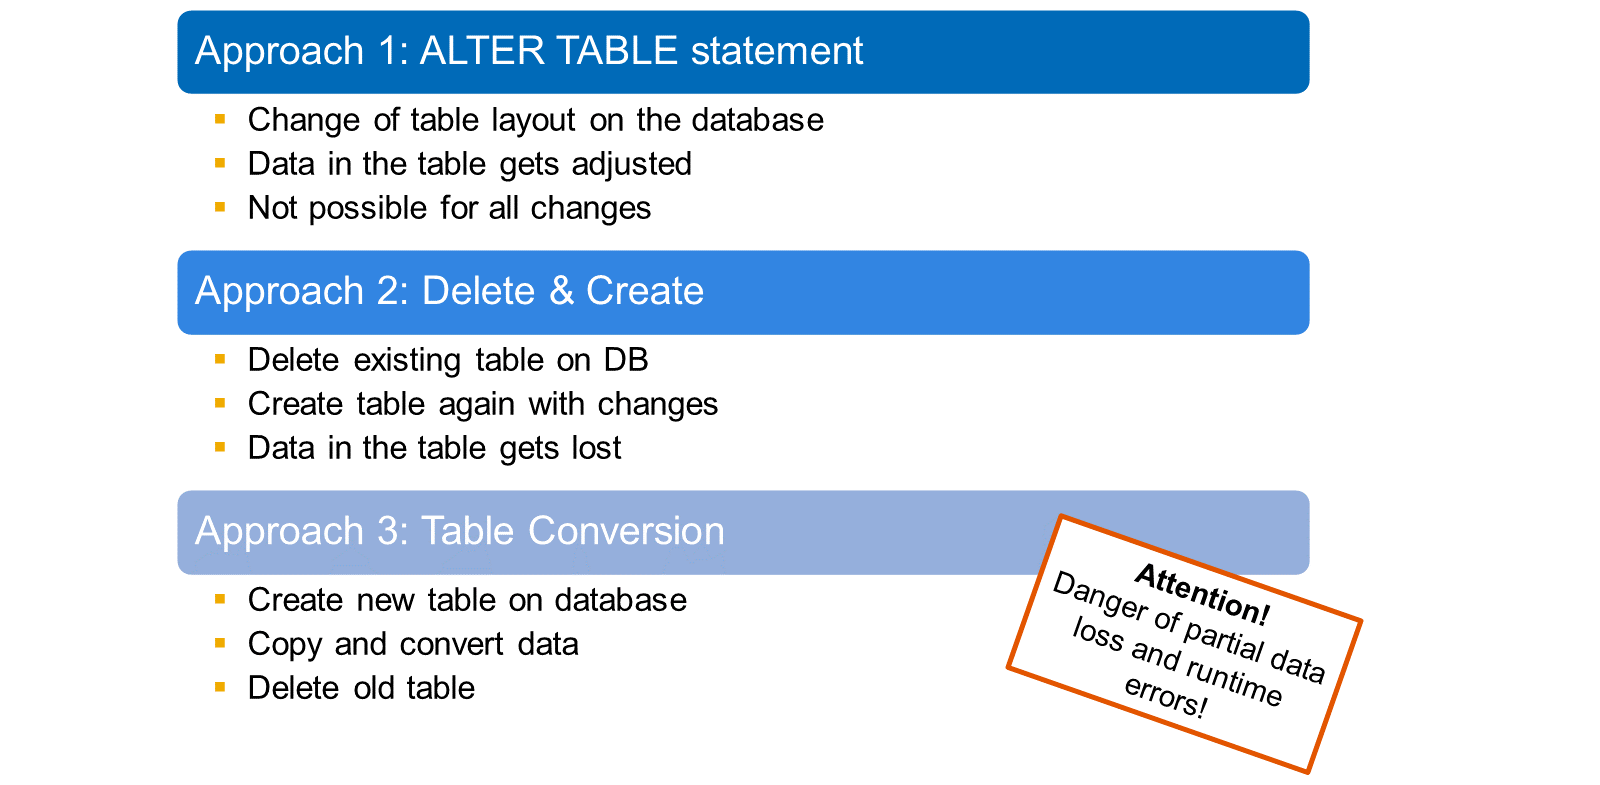 Approach 1: ALTER TABLE statement
Change of table layout on the database
Data in the table gets adjusted
Not possible for all changes
Approach 2: Delete & Create
Delete existing table on DB
Create table again with changes
Data in the table gets lost
Approach 3: Table Conversion
Create new table on database
Copy and convert data
Delete old table
Attention!
Danger of partial data
loss and runtime
errors!